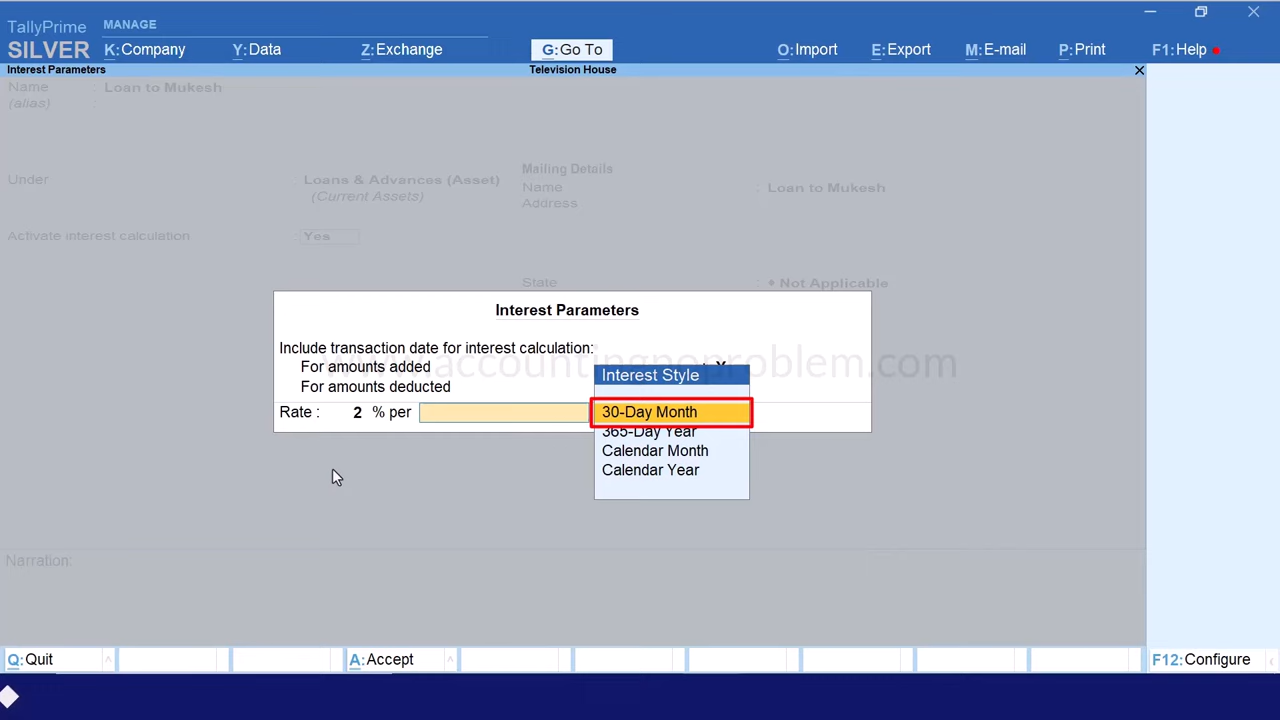 TallyPrime
MANAGE
SILVER
K:Company
Y:Data
Z:Exchange
G:Go To
O:Import
E:Export
M:E-mail
P:Print
F1:Help
Interest Parameters
Television House
Name : Loan to Mukesh
(alias) :
Under
Loans & Advances (Asset)
(Current Assets)
Activate interest calculation : Yes
Mailing Details
Name : Loan to Mukesh
Address
State : ♦ Not Applicable
Interest Parameters
Include transaction date for interest calculation:
For amounts added
For amounts deducted
Rate : 2 % per
Interest Style
30-Day Month
365-Day Year
Calendar Month
Calendar Year
www.accountingnoproblem.com
Narration:
Q:Quit
A:Accept
F12:Configure